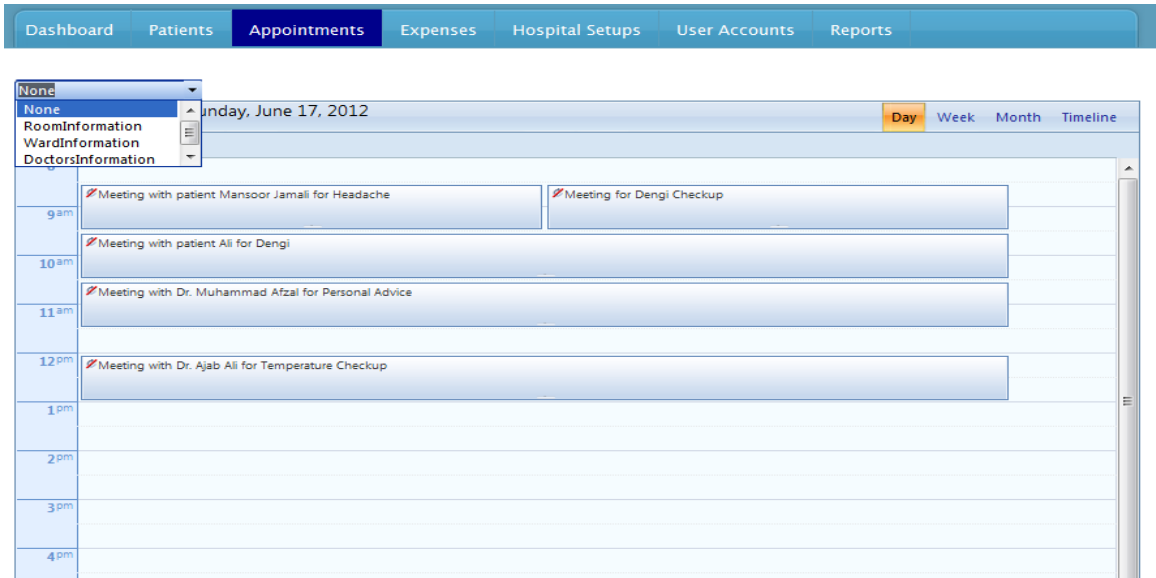 Dashboard Patients Appointments Expenses Hospital Setups User Accounts Reports
None
None
RoomInformation
WardInformation
DoctorsInformation
unday, June 17, 2012
Day Week Month Timeline
Meeting with patient Mansoor Jamali for Headache Meeting for Dengi Checkup
9am
Meeting with patient Ali for Dengi
10am
Meeting with Dr. Muhammad Afzal for Personal Advice
11am
12pm
Meeting with Dr. Ajab Ali for Temperature Checkup
1pm
2pm
3pm
4pm